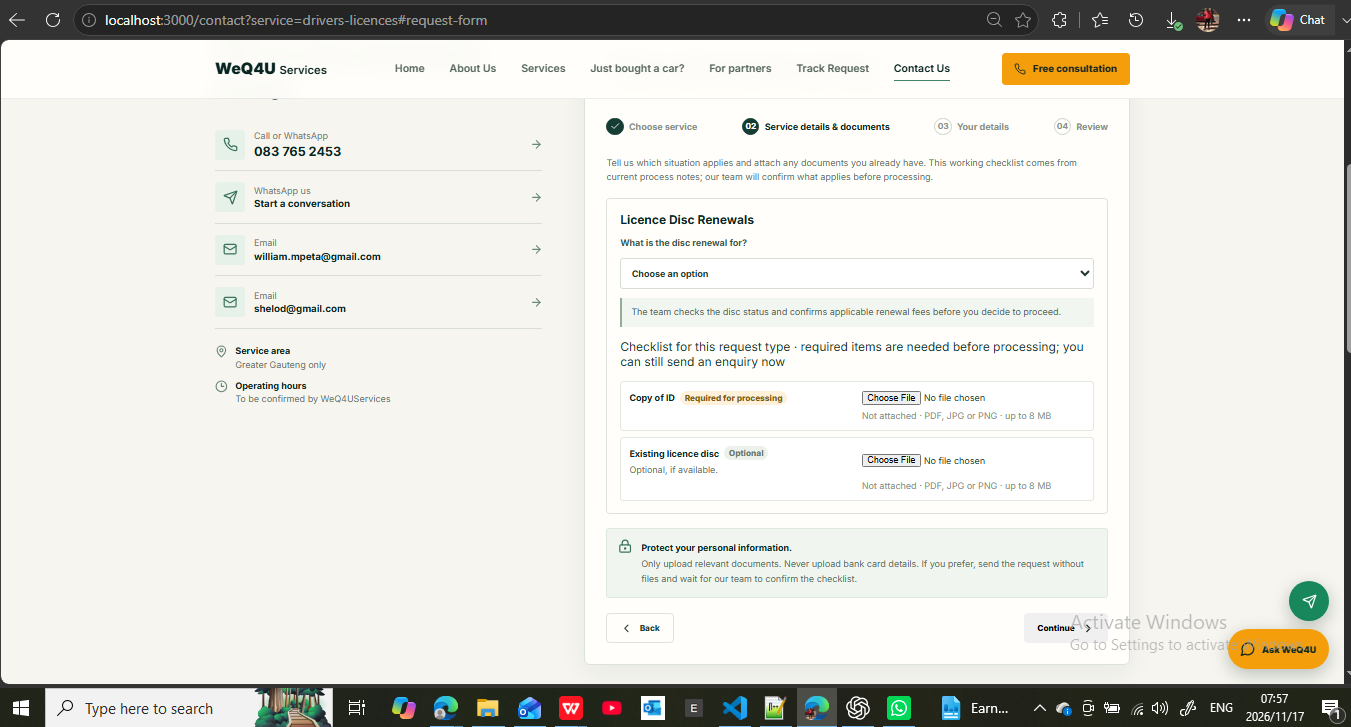 localhost:3000/contact?service=drivers-licences#request-form
Chat
WeQ4U Services
Home
About Us
Services
Just bought a car?
For partners
Track Request
Contact Us
Free consultation
Call or WhatsApp
083 765 2453
WhatsApp us
Start a conversation
Email
william.mpeta@gmail.com
Email
shelod@gmail.com
Service area
Greater Gauteng only
Operating hours
To be confirmed by WeQ4UServices
Choose service
02 Service details & documents
03 Your details
04 Review
Tell us which situation applies and attach any documents you already have. This working checklist comes from
current process notes; our team will confirm what applies before processing.
Licence Disc Renewals
What is the disc renewal for?
Choose an option
The team checks the disc status and confirms applicable renewal fees before you decide to proceed.
Checklist for this request type · required items are needed before processing; you
can still send an enquiry now
Copy of ID Required for processing
Choose File No file chosen
Not attached · PDF, JPG or PNG · up to 8 MB
Existing licence disc Optional
Optional, if available.
Choose File No file chosen
Not attached · PDF, JPG or PNG · up to 8 MB
Protect your personal information.
Only upload relevant documents. Never upload bank card details. If you prefer, send the request without
files and wait for our team to confirm the checklist.
Back
Continue
Activate Windows
Go to Settings to activat
Ask WeQ4U
Type here to search
E
Earn...
ENG
07:57
2026/11/17
1